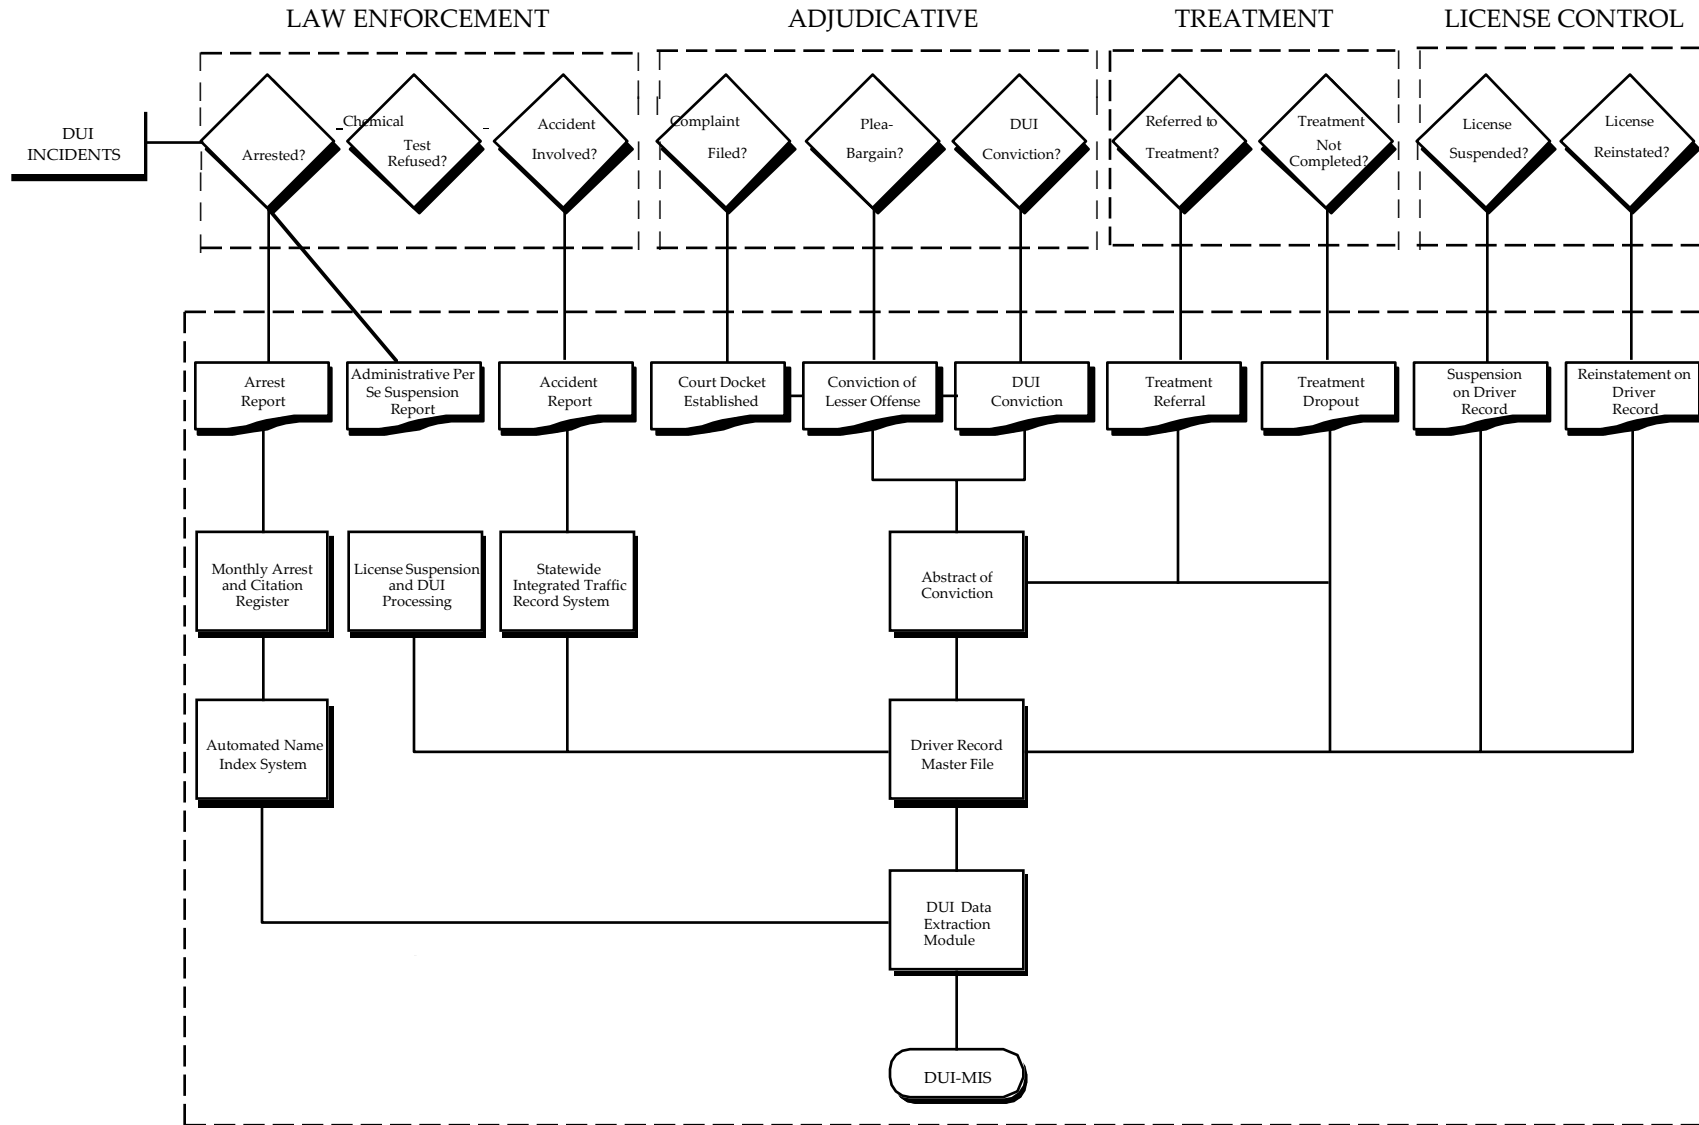 LAW ENFORCEMENT
ADJUDICATIVE
TREATMENT
LICENSE CONTROL
DUI
INCIDENTS
Arrested?
Chemical
Test
Refused?
Accident
Involved?
Complaint
Filed?
Plea-
Bargain?
DUI
Conviction?
Referred to
Treatment?
Treatment
Not
Completed?
License
Suspended?
License
Reinstated?
Arrest
Report
Administrative Per
Se Suspension
Report
Accident
Report
Court Docket
Established
Conviction of
Lesser Offense
DUI
Conviction
Treatment
Referral
Treatment
Dropout
Suspension
on Driver
Record
Reinstatement on
Driver
Record
Monthly Arrest
and Citation
Register
License Suspension
and DUI
Processing
Statewide
Integrated Traffic
Record System
Abstract of
Conviction
Automated Name
Index System
Driver Record
Master File
DUI Data
Extraction
Module
DUI-MIS